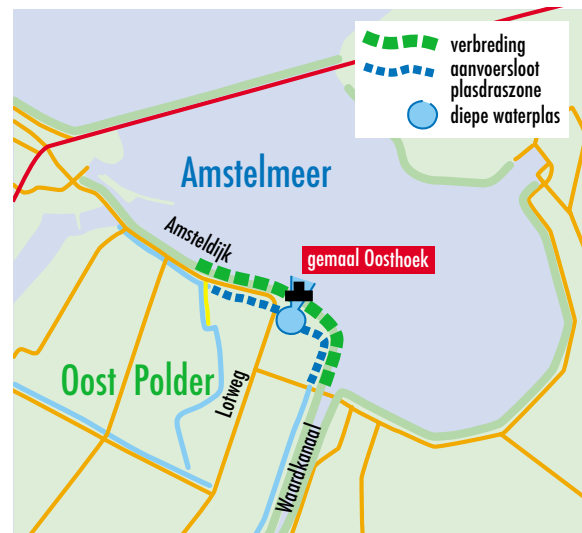 verbreding
aanvoersloot
plasdraszone
diepe waterplas
Amstelmeer
Amsteldijk
gemaal Oosthoek
Oost Polder
Lotweg
Waardkanaal